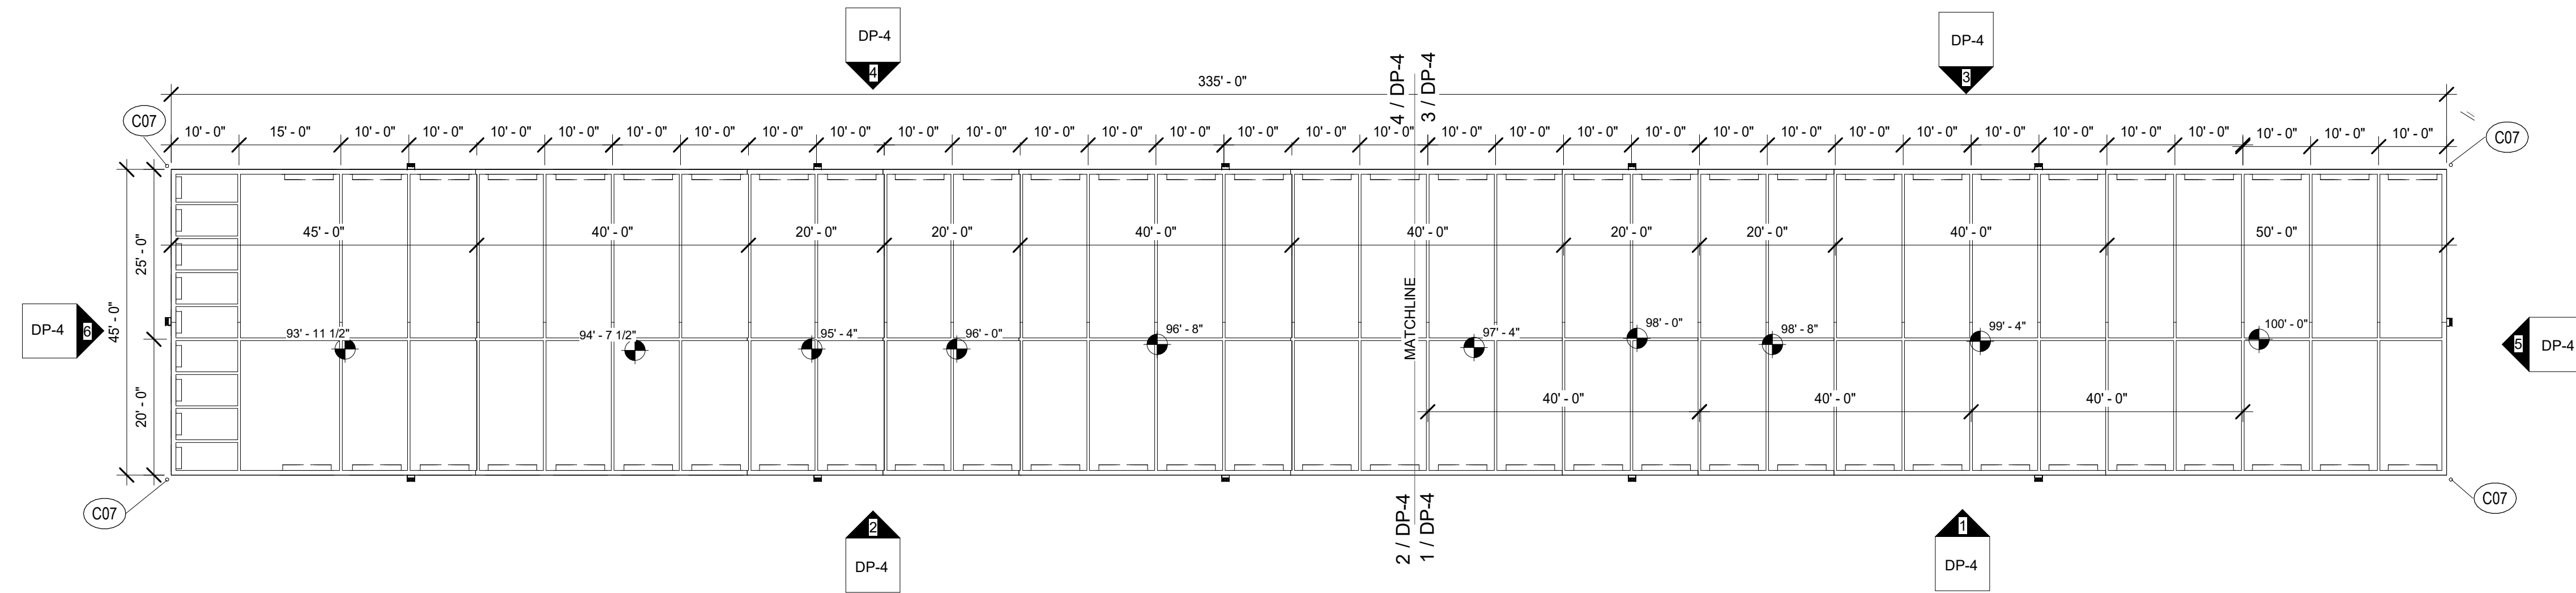 DP-4
4
DP-4
3
335' - 0"
4 / DP-4
3 / DP-4
C07
C07
10' - 0" 15' - 0" 10' - 0" 10' - 0" 10' - 0" 10' - 0" 10' - 0" 10' - 0" 10' - 0" 10' - 0" 10' - 0" 10' - 0" 10' - 0" 10' - 0" 10' - 0" 10' - 0" 10' - 0" 10' - 0" 10' - 0" 10' - 0" 10' - 0" 10' - 0" 10' - 0" 10' - 0" 10' - 0" 10' - 0" 10' - 0" 10' - 0" 10' - 0" 10' - 0" 10' - 0" 10' - 0" 10' - 0"
45' - 0" 40' - 0" 20' - 0" 20' - 0" 40' - 0" 40' - 0" 20' - 0" 20' - 0" 40' - 0" 50' - 0"
25' - 0"
45' - 0"
20' - 0"
DP-4
6
93' - 11 1/2" 94' - 7 1/2" 95' - 4" 96' - 0" 96' - 8" 97' - 4" 98' - 0" 98' - 8" 99' - 4" 100' - 0"
MATCHLINE
5
DP-4
40' - 0" 40' - 0" 40' - 0"
C07
C07
2 / DP-4
1 / DP-4
2
DP-4
1
DP-4